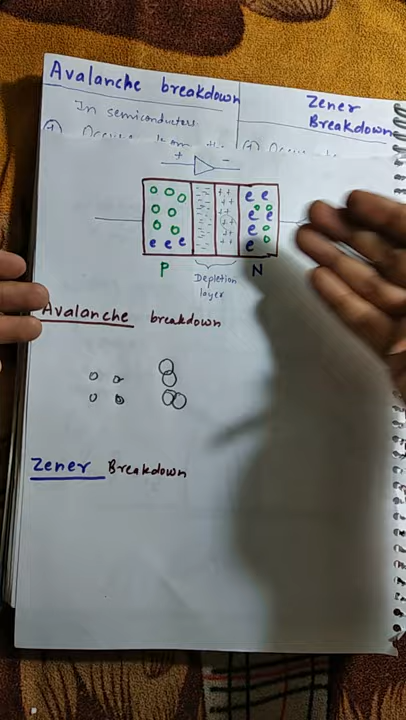 Avalanche breakdown
Zener
Breakdown
In semiconductors
+ -
e e
e e
e
e e e e
P Depletion N
layer
Avalanche breakdown
Zener Breakdown